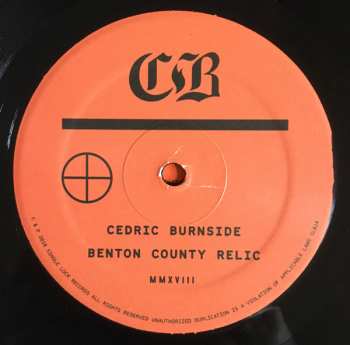 CB
CEDRIC BURNSIDE
BENTON COUNTY RELIC
MMXVIII
© & ℗ 2018 SINGLE LOCK RECORDS ALL RIGHTS RESERVED UNAUTHORIZED DUPLICATION IS A VIOLATION OF APPLICABLE LAWS